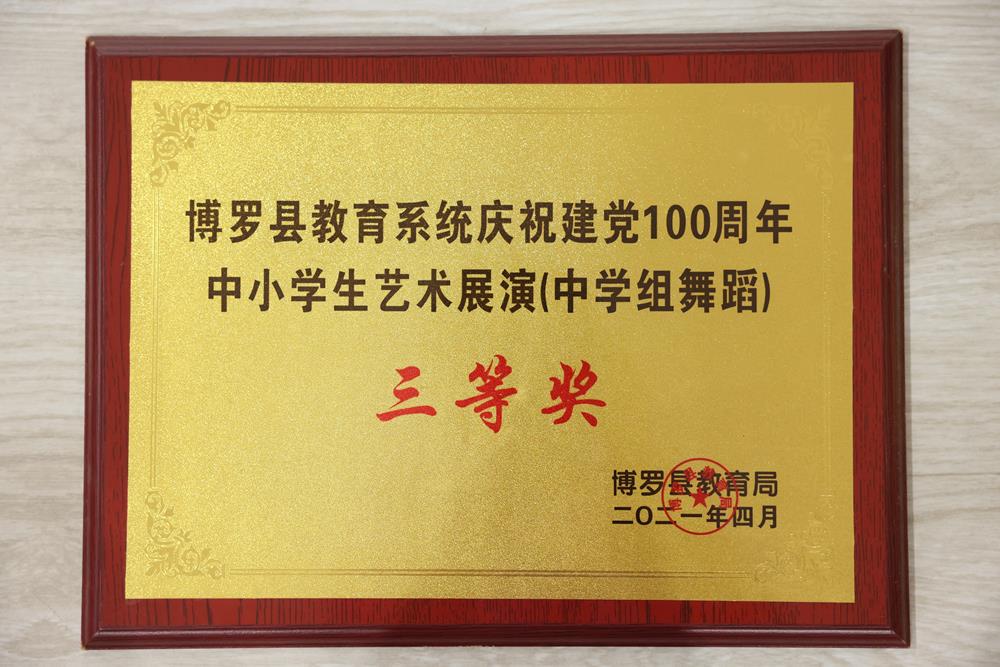 博罗县教育系统庆祝建党100周年
中小学生艺术展演(中学组舞蹈)
三等奖
博罗县教育局
二〇二一年四月